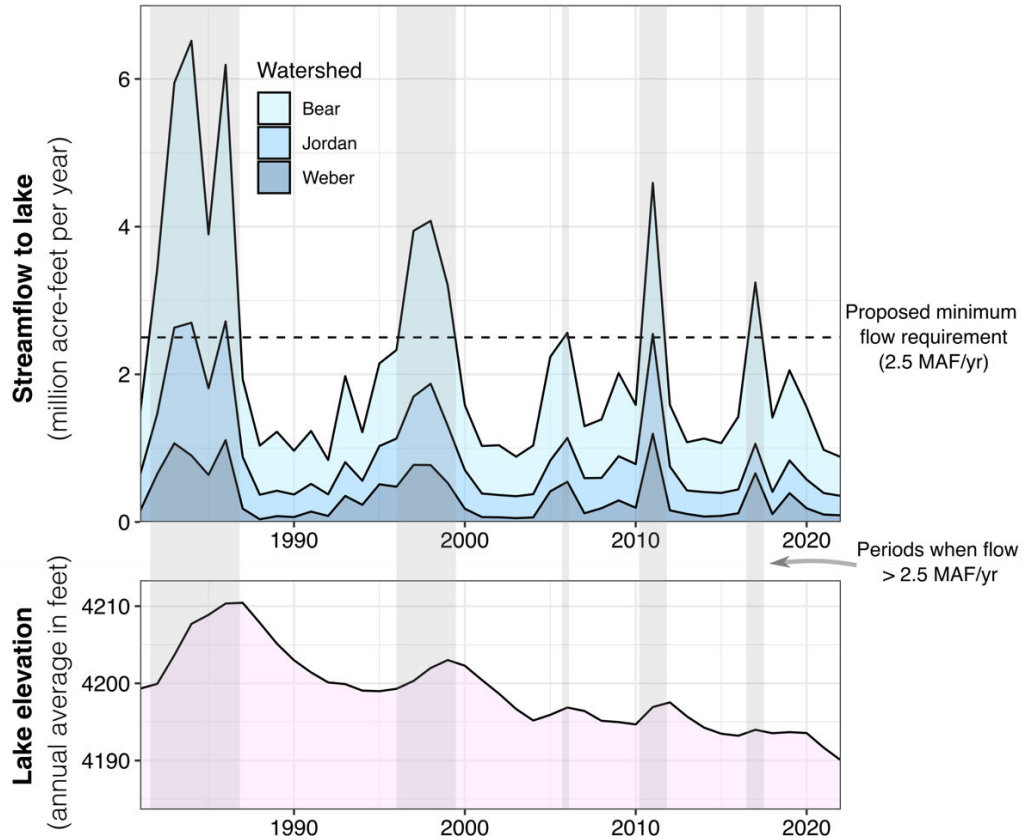 Streamflow to lake
(million acre-feet per year)
6
4
2
0
Watershed
Bear
Jordan
Weber
Proposed minimum
flow requirement
(2.5 MAF/yr)
1990
2000
2010
2020
Periods when flow
> 2.5 MAF/yr
Lake elevation
(annual average in feet)
4210
4200
4190
1990
2000
2010
2020